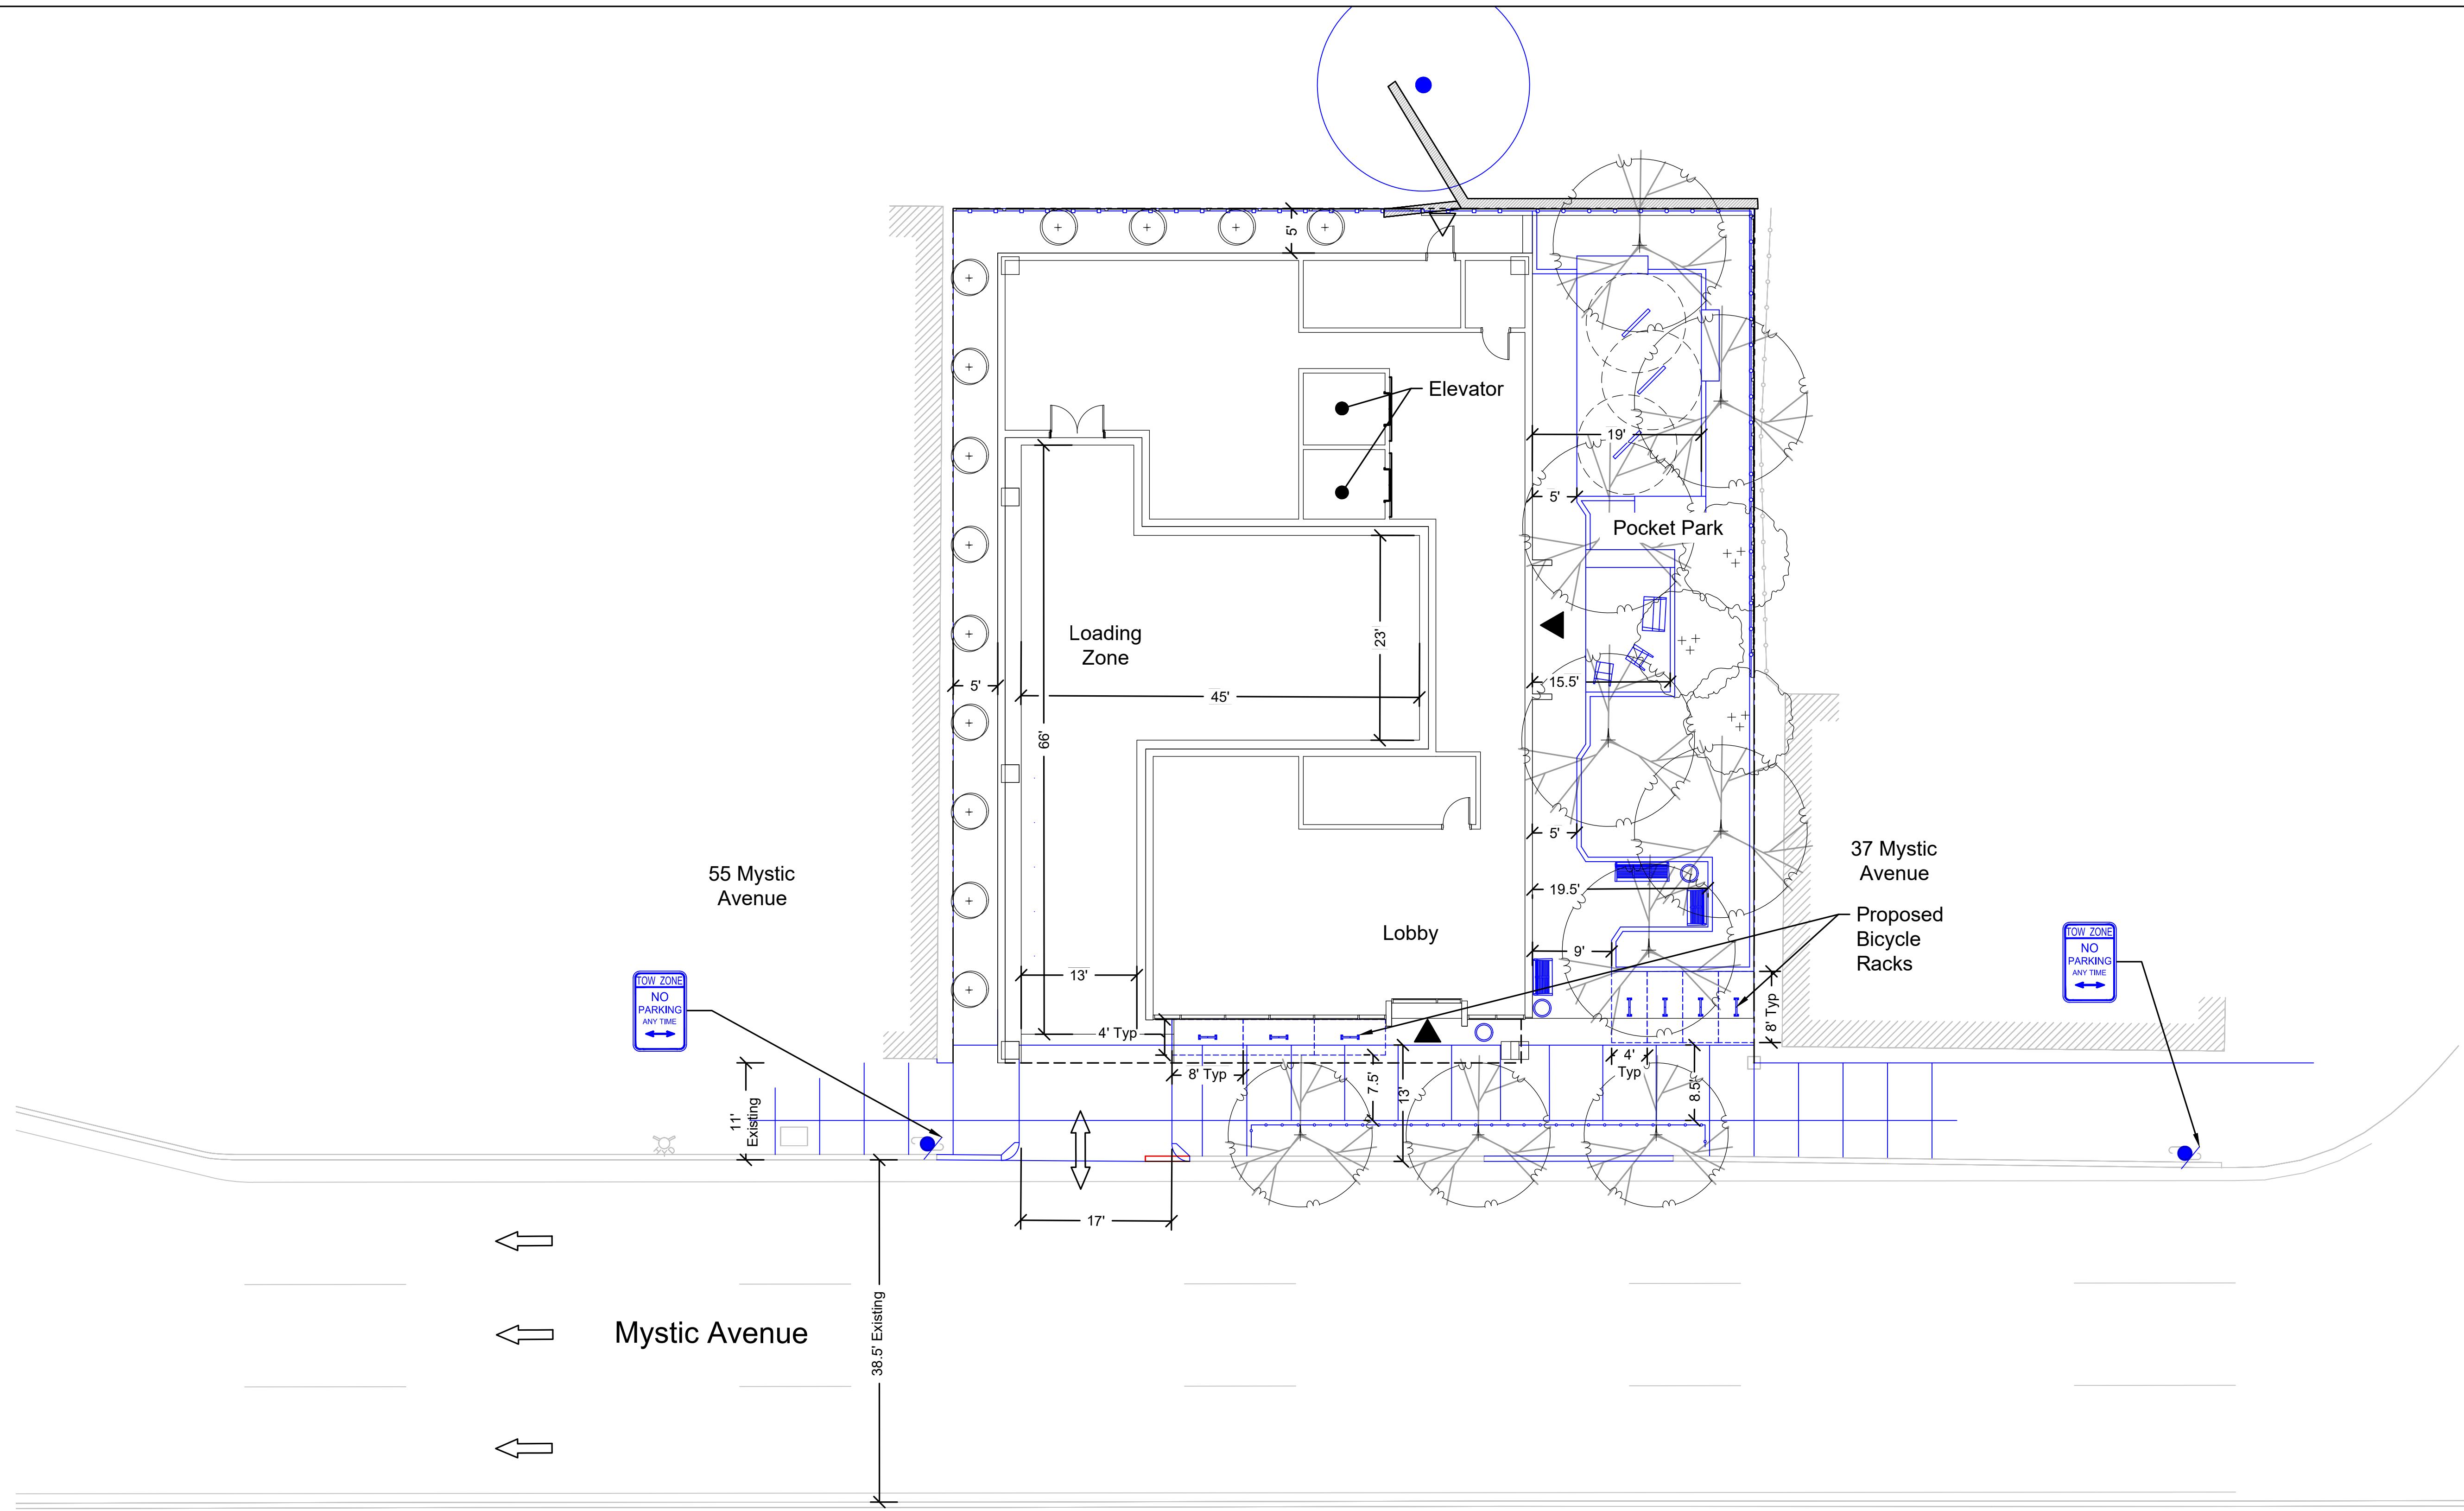 5'
Elevator
19'
5'
Pocket Park
Loading
Zone
23'
5'
45'
15.5'
66'
5'
37 Mystic
Avenue
55 Mystic
Avenue
19.5'
Proposed
Bicycle
Racks
Lobby
9'
TOW ZONE
NO
PARKING
ANY TIME
TOW ZONE
NO
PARKING
ANY TIME
13'
8' Typ
4' Typ
8' Typ
7.5'
13'
4'
Typ
8.5'
11'
Existing
17'
Mystic Avenue
38.5' Existing